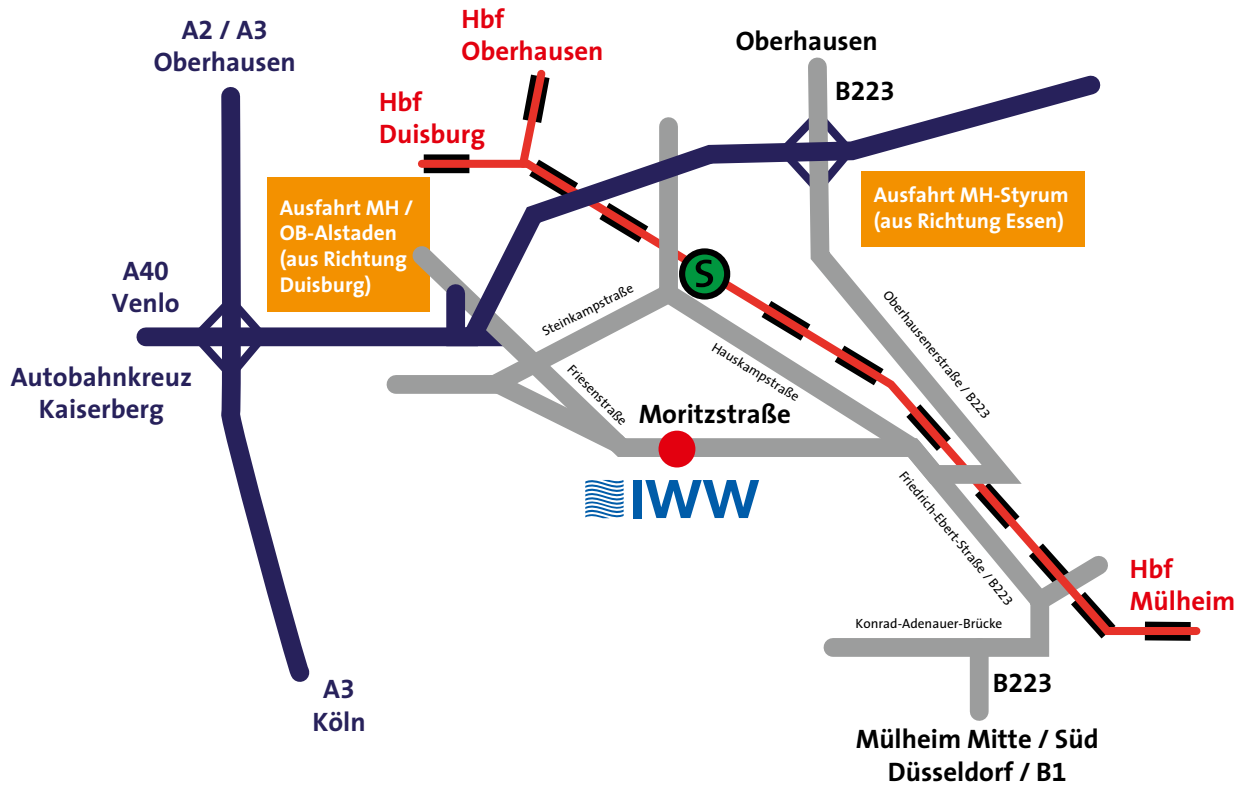 A2 / A3
Oberhausen
Hbf
Oberhausen
Hbf
Duisburg
Oberhausen
B223
Ausfahrt MH /
OB-Alstaden
(aus Richtung
Duisburg)
Ausfahrt MH-Styrum
(aus Richtung Essen)
A40
Venlo
S
Autobahnkreuz
Kaiserberg
Steinkampstraße
Hauskampstraße
Oberhausenerstraße / B223
Friesenstraße
Moritzstraße
IWW
Friedrich-Ebert-Straße / B223
Hbf
Mülheim
Konrad-Adenauer-Brücke
A3
Köln
B223
Mülheim Mitte / Süd
Düsseldorf / B1